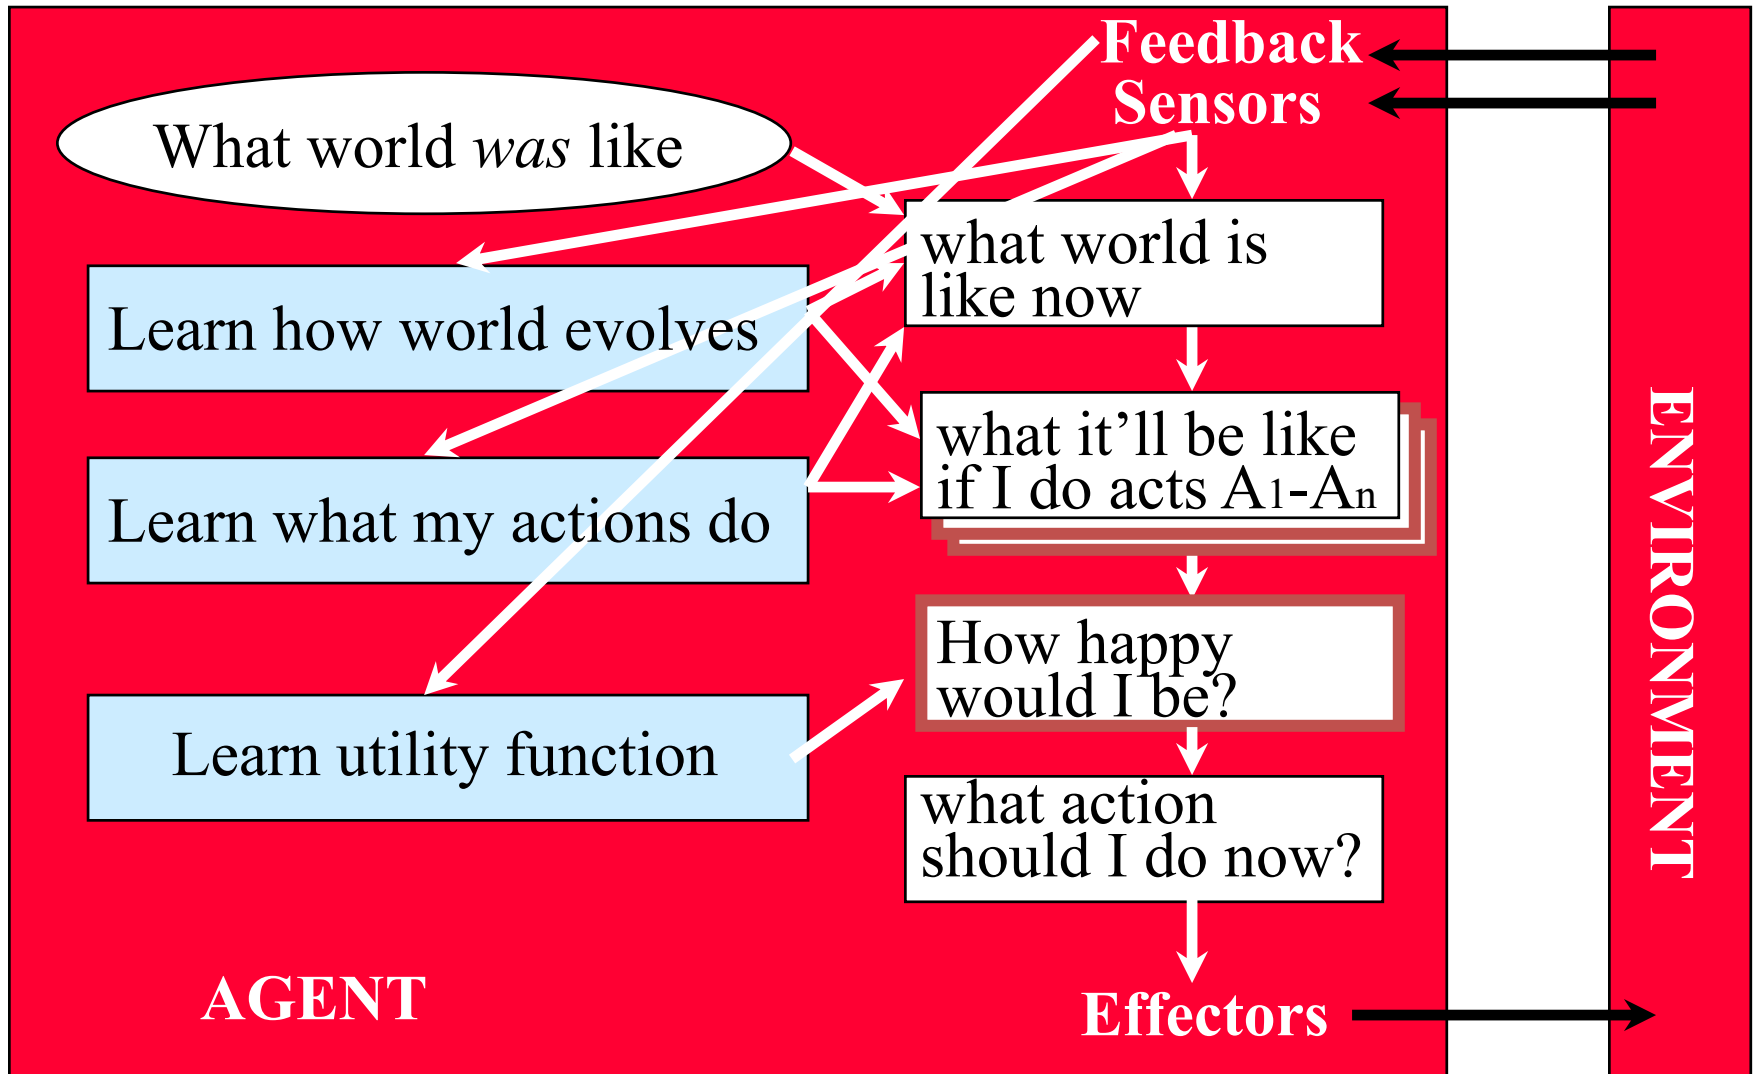 Feedback
Sensors
What world was like
what world is
like now
Learn how world evolves
what it’ll be like
if I do acts A1-An
Learn what my actions do
How happy
would I be?
Learn utility function
what action
should I do now?
AGENT
Effectors
ENVIRONMENT